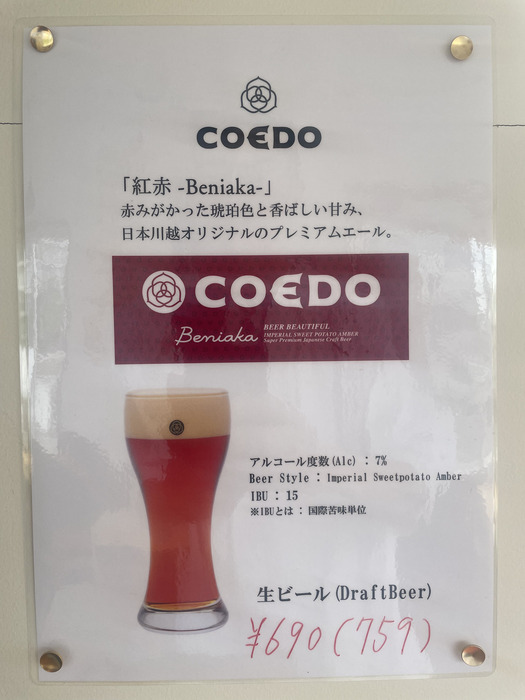 COEDO
「紅赤 -Beniaka-」
赤みがかった琥珀色と香ばしい甘み、
日本川越オリジナルのプレミアムエール。
COEDO
Beniaka
BEER BEAUTIFUL
IMPERIAL SWEET POTATO AMBER
Super Premium Japanese Craft Beer
アルコール度数(Alc) : 7%
Beer Style : Imperial Sweetpotato Amber
IBU : 15
※IBUとは : 国際苦味単位
生ビール(DraftBeer)
¥690(759)